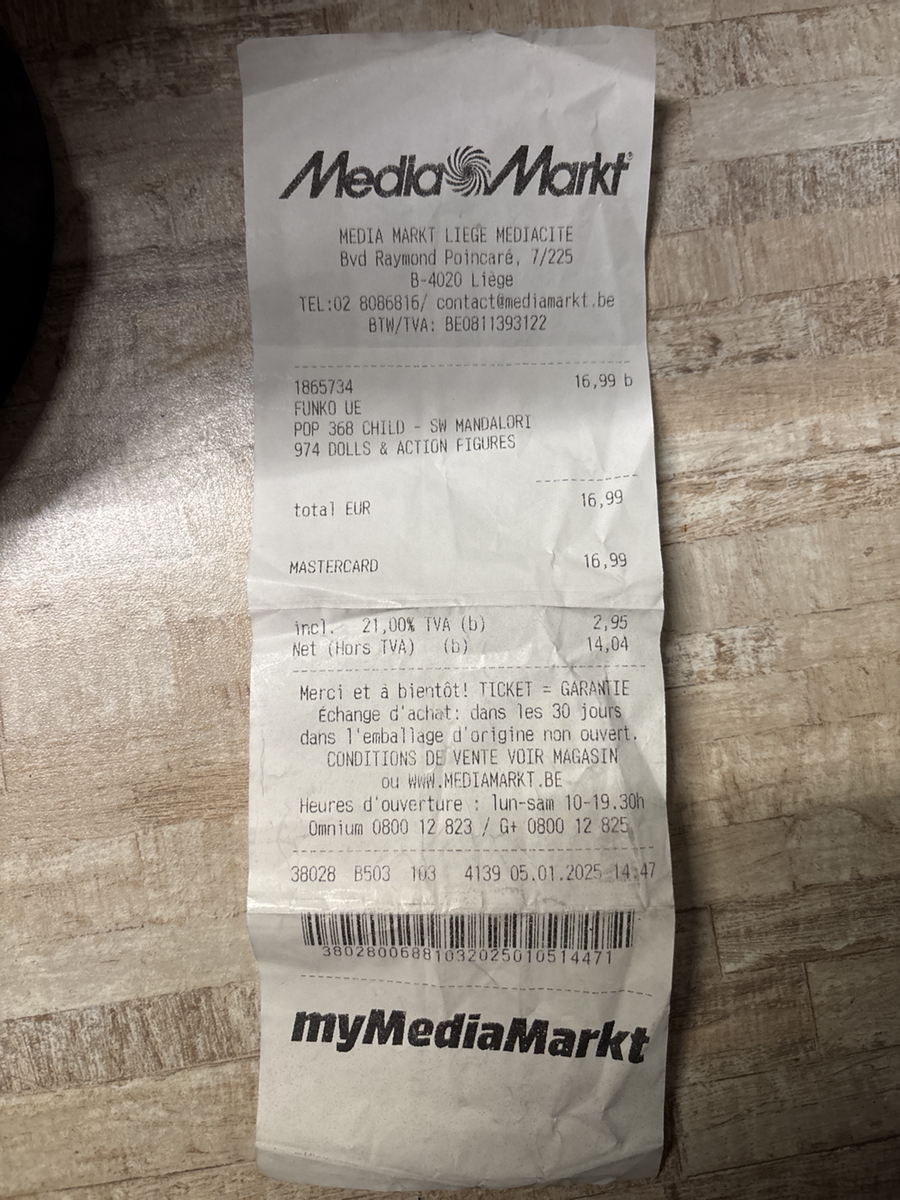 Media Markt®
MEDIA MARKT LIEGE MEDIACITE
Bvd Raymond Poincaré, 7/225
B-4020 Liège
TEL:02 8086816/ contact@mediamarkt.be
BTW/TVA: BE0811393122
1865734 16,99 b
FUNKO UE
POP 368 CHILD - SW MANDALORI
974 DOLLS & ACTION FIGURES
total EUR 16,99
MASTERCARD 16,99
incl. 21,00% TVA (b) 2,95
Net (Hors TVA) (b) 14,04
Merci et à bientôt! TICKET = GARANTIE
Échange d'achat: dans les 30 jours
dans l'emballage d'origine non ouvert.
CONDITIONS DE VENTE VOIR MAGASIN
ou WWW.MEDIAMARKT.BE
Heures d'ouverture : lun-sam 10-19.30h
Omnium 0800 12 823 / G+ 0800 12 825
38028 B503 103 4139 05.01.2025 14:47
3802800688103202501051​4471
myMediaMarkt